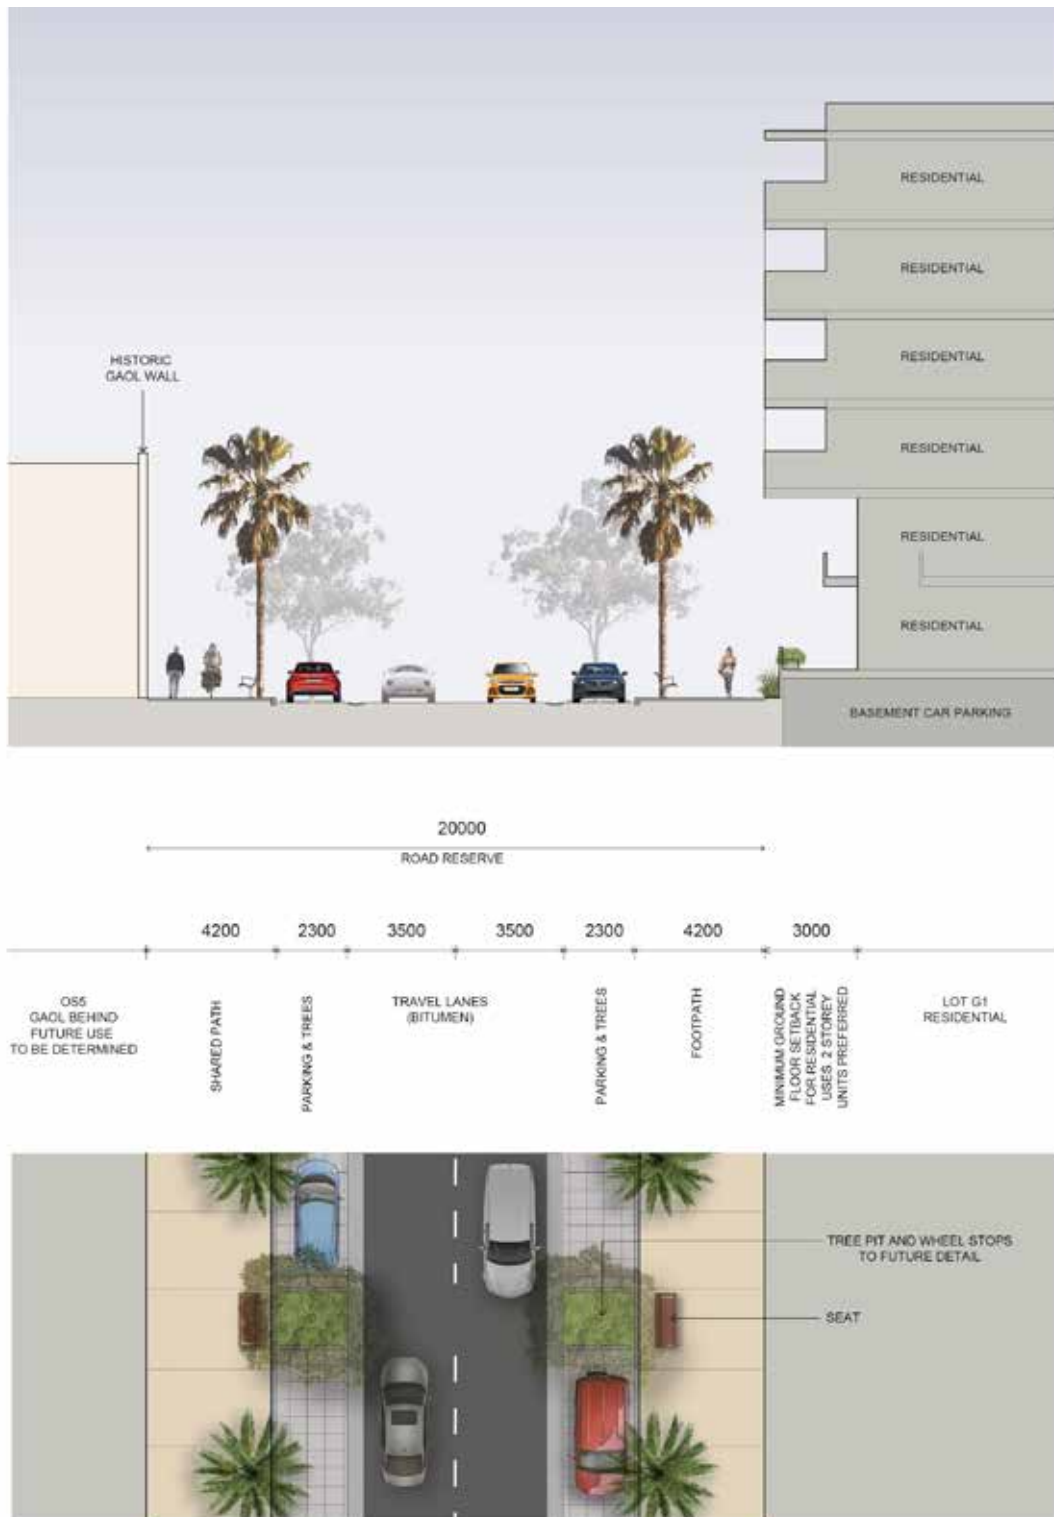 RESIDENTIAL
RESIDENTIAL
RESIDENTIAL
HISTORIC
GAOL WALL
RESIDENTIAL
RESIDENTIAL
RESIDENTIAL
BASEMENT CAR PARKING
20000
ROAD RESERVE
4200
2300
3500
3500
2300
4200
3000
OS5
GAOL BEHIND
FUTURE USE
TO BE DETERMINED
SHARED PATH
PARKING & TREES
TRAVEL LANES
(BITUMEN)
PARKING & TREES
FOOTPATH
MINIMUM GROUND
FLOOR SETBACK
FOR RESIDENTIAL
USES 2 STOREY
UNITS PREFERRED
LOT G1
RESIDENTIAL
TREE PIT AND WHEEL STOPS
TO FUTURE DETAIL
SEAT